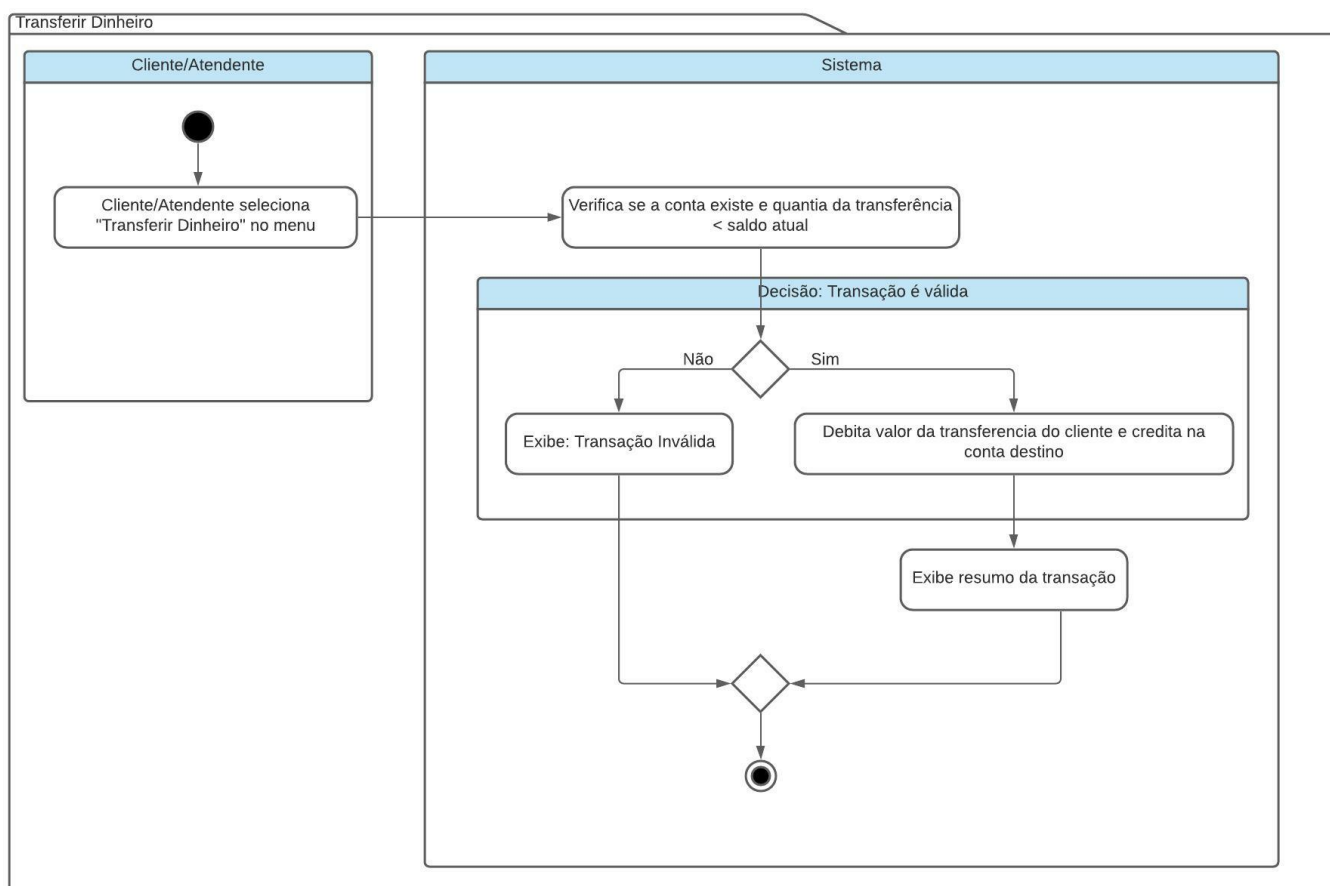 Transferir Dinheiro
Cliente/Atendente
Sistema
Cliente/Atendente seleciona
"Transferir Dinheiro" no menu
Verifica se a conta existe e quantia da transferência
< saldo atual
Decisão: Transação é válida
Não
Sim
Exibe: Transação Inválida
Debita valor da transferencia do cliente e credita na
conta destino
Exibe resumo da transação